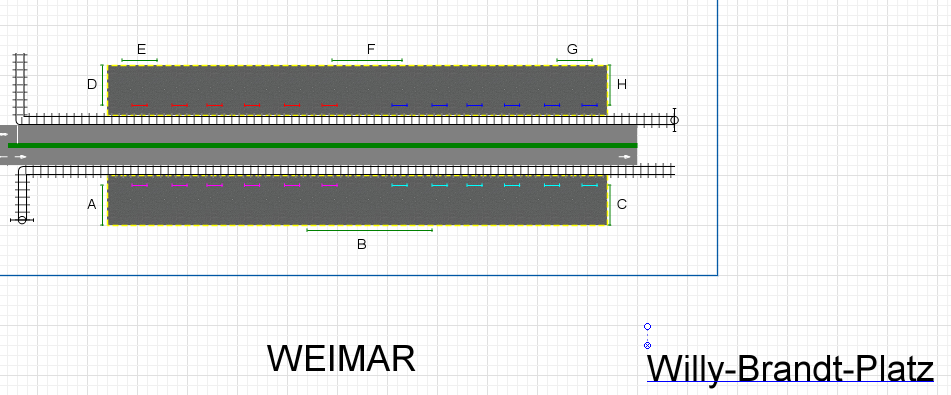 E F G
D H
A C
B
WEIMAR
Willy-Brandt-Platz